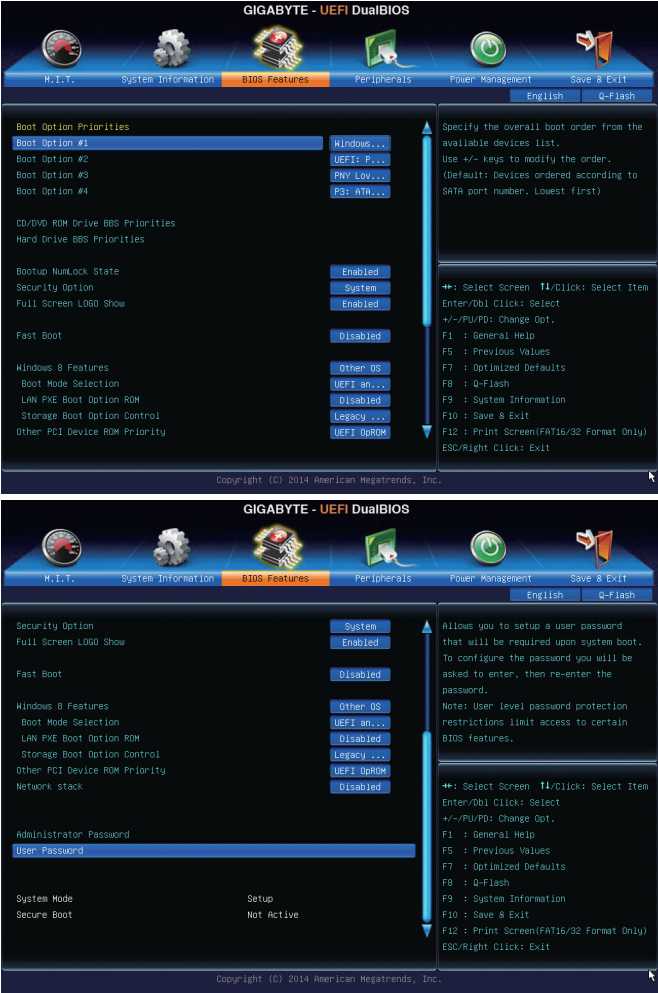 GIGABYTE - UEFI DualBIOS
M.I.T. System Information BIOS Features Peripherals Power Management Save & Exit
English Q-Flash
Boot Option Priorities
Boot Option #1 Windows...
Boot Option #2 UEFI: P...
Boot Option #3 PNY Lov...
Boot Option #4 P3: ATA...
CD/DVD ROM Drive BBS Priorities
Hard Drive BBS Priorities
Bootup NumLock State Enabled
Security Option System
Full Screen LOGO Show Enabled
Fast Boot Disabled
Windows 8 Features Other OS
Boot Mode Selection UEFI an...
LAN PXE Boot Option ROM Disabled
Storage Boot Option Control Legacy ...
Other PCI Device ROM Priority UEFI OpROM
Specify the overall boot order from the
available devices list.
Use +/- keys to modify the order.
(Default: Devices ordered according to
SATA port number. Lowest first)
→←: Select Screen ↑↓/Click: Select Item
Enter/Dbl Click: Select
+/-/PU/PD: Change Opt.
F1 : General Help
F5 : Previous Values
F7 : Optimized Defaults
F8 : Q-Flash
F9 : System Information
F10 : Save & Exit
F12 : Print Screen(FAT16/32 Format Only)
ESC/Right Click: Exit
Copyright (C) 2014 American Megatrends, Inc.
GIGABYTE - UEFI DualBIOS
M.I.T. System Information BIOS Features Peripherals Power Management Save & Exit
English Q-Flash
Security Option System
Full Screen LOGO Show Enabled
Fast Boot Disabled
Windows 8 Features Other OS
Boot Mode Selection UEFI an...
LAN PXE Boot Option ROM Disabled
Storage Boot Option Control Legacy ...
Other PCI Device ROM Priority UEFI OpROM
Network stack Disabled
Administrator Password
User Password
System Mode Setup
Secure Boot Not Active
Allows you to setup a user password
that will be required upon system boot.
To configure the password you will be
asked to enter, then re-enter the
password.
Note: User level password protection
restrictions limit access to certain
BIOS features.
→←: Select Screen ↑↓/Click: Select Item
Enter/Dbl Click: Select
+/-/PU/PD: Change Opt.
F1 : General Help
F5 : Previous Values
F7 : Optimized Defaults
F8 : Q-Flash
F9 : System Information
F10 : Save & Exit
F12 : Print Screen(FAT16/32 Format Only)
ESC/Right Click: Exit
Copyright (C) 2014 American Megatrends, Inc.